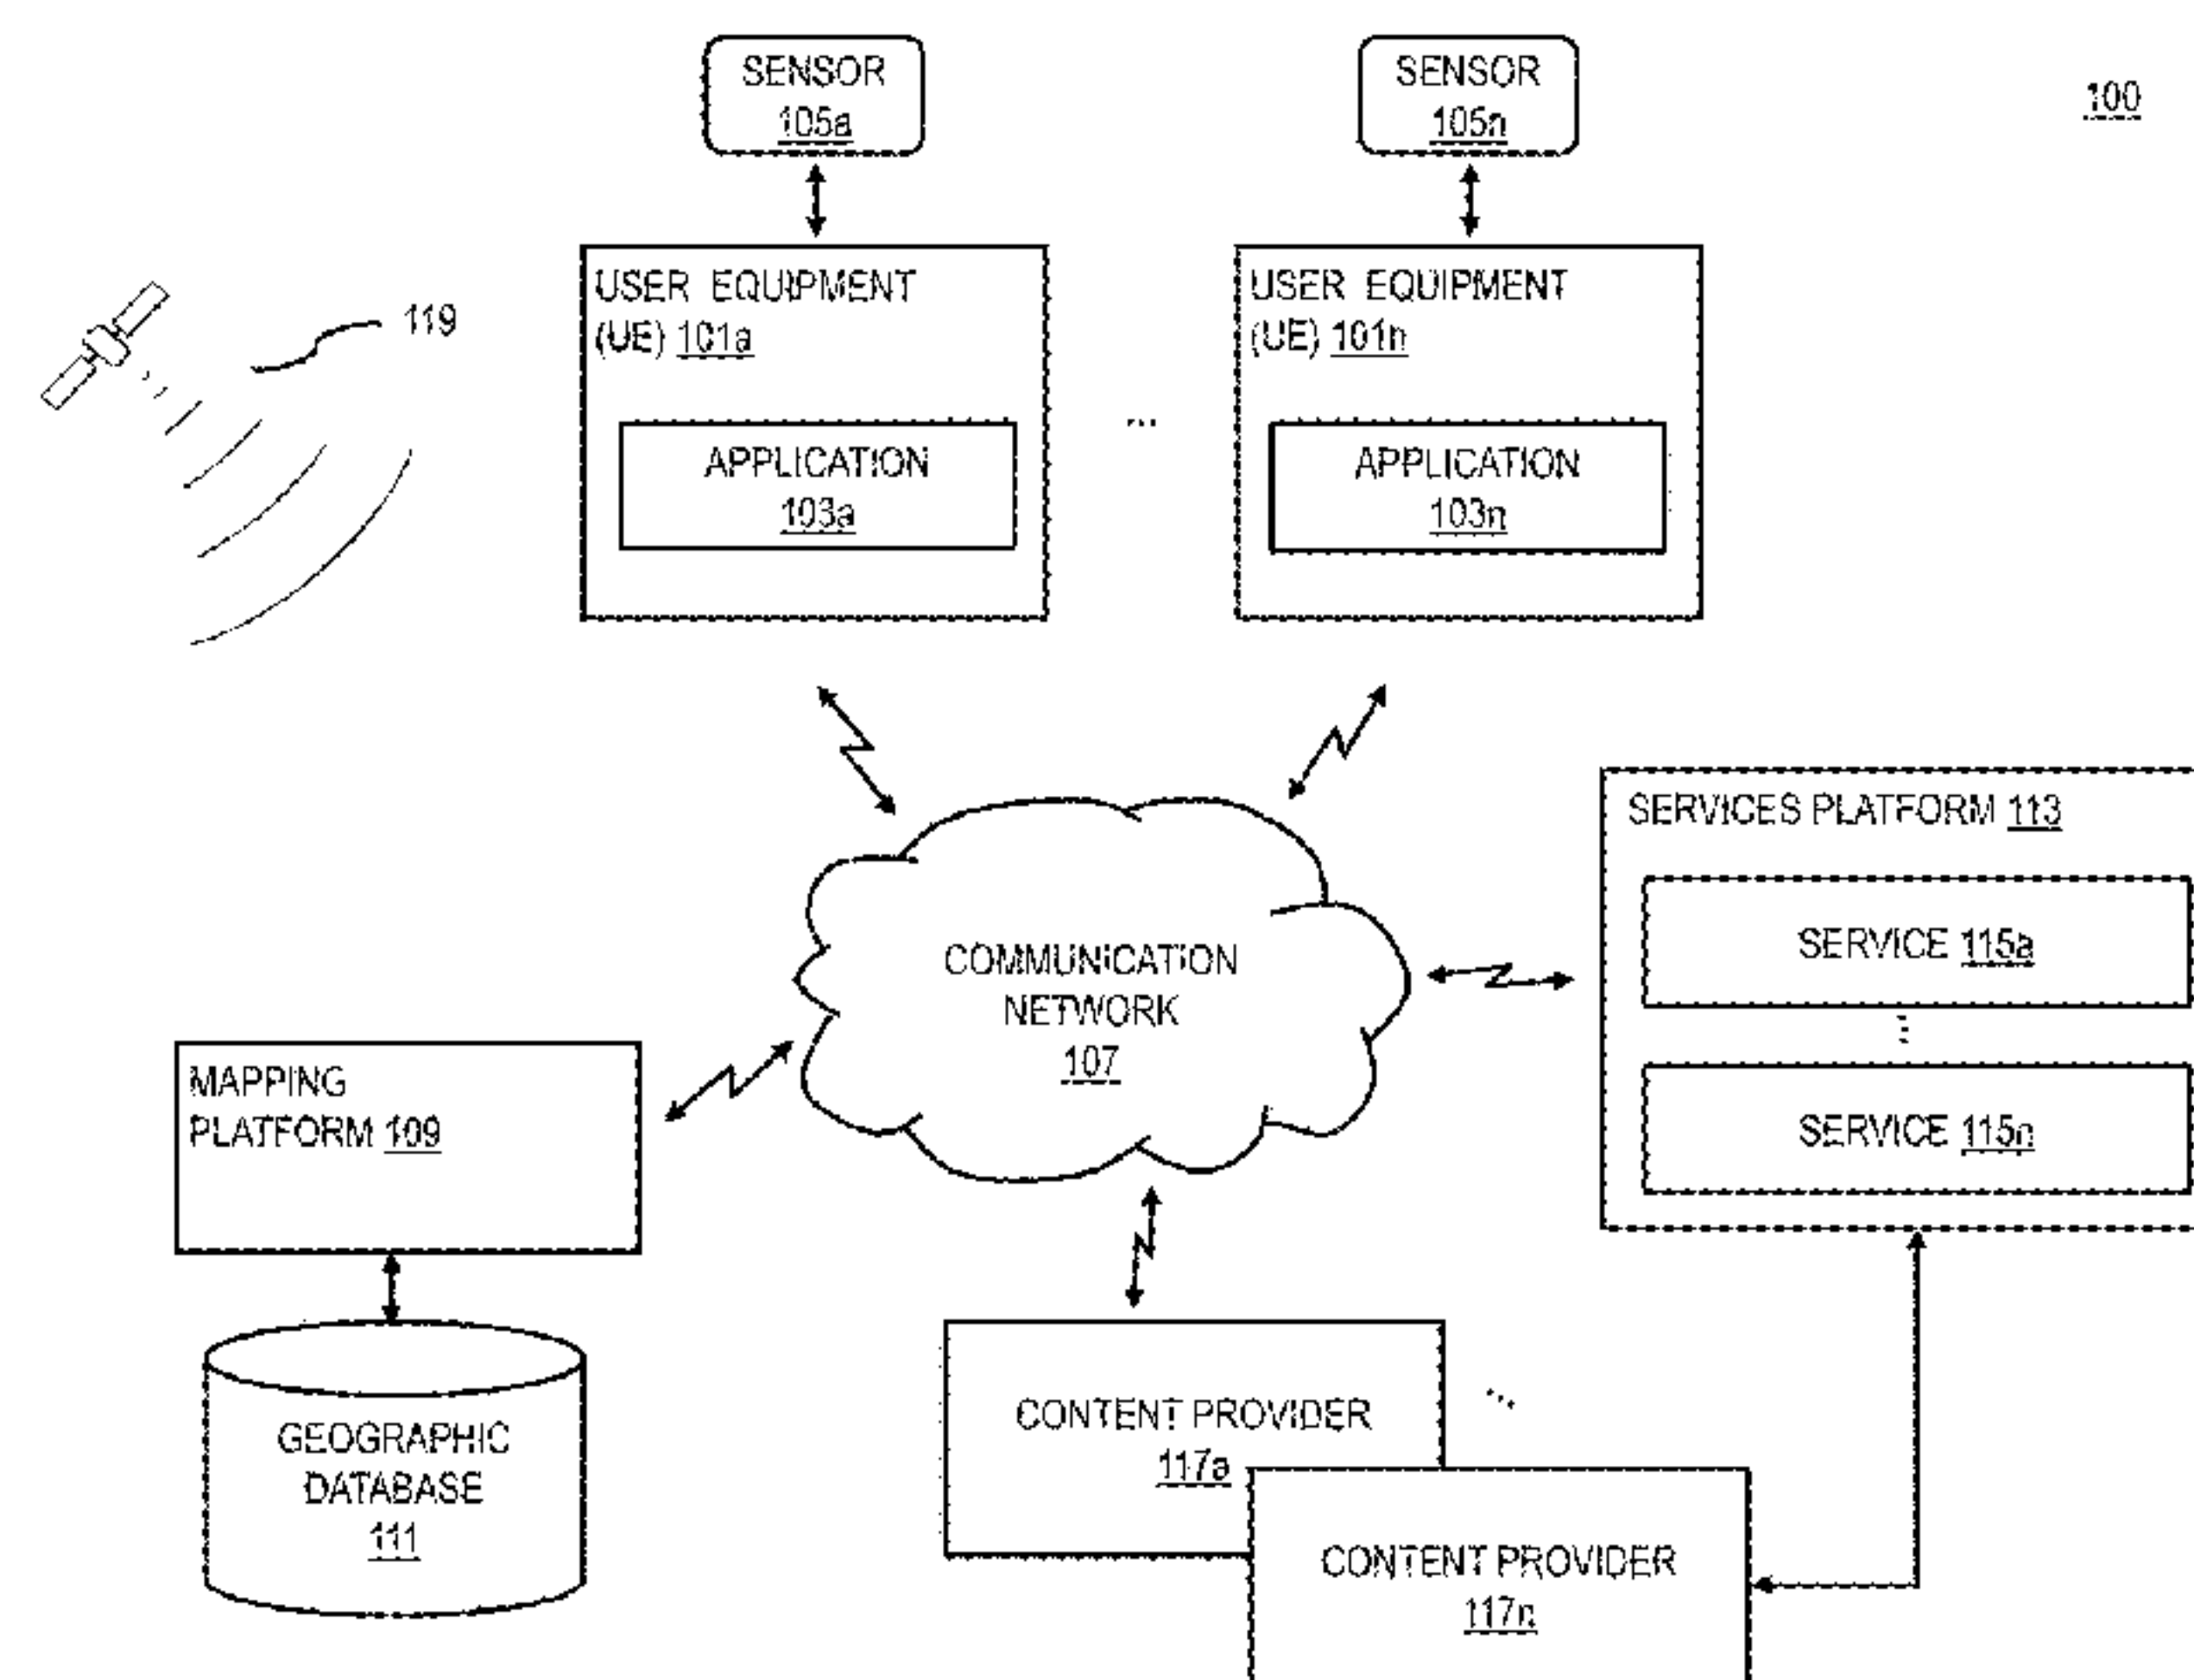 SENSOR
105a
SENSOR
105n
100
119
USER EQUIPMENT
(UE) 101a
APPLICATION
103a
...
USER EQUIPMENT
(UE) 101n
APPLICATION
103n
COMMUNICATION
NETWORK
107
SERVICES PLATFORM 113
SERVICE 115a
...
SERVICE 115n
MAPPING
PLATFORM 109
GEOGRAPHIC
DATABASE
111
CONTENT PROVIDER
117a
...
CONTENT PROVIDER
117n